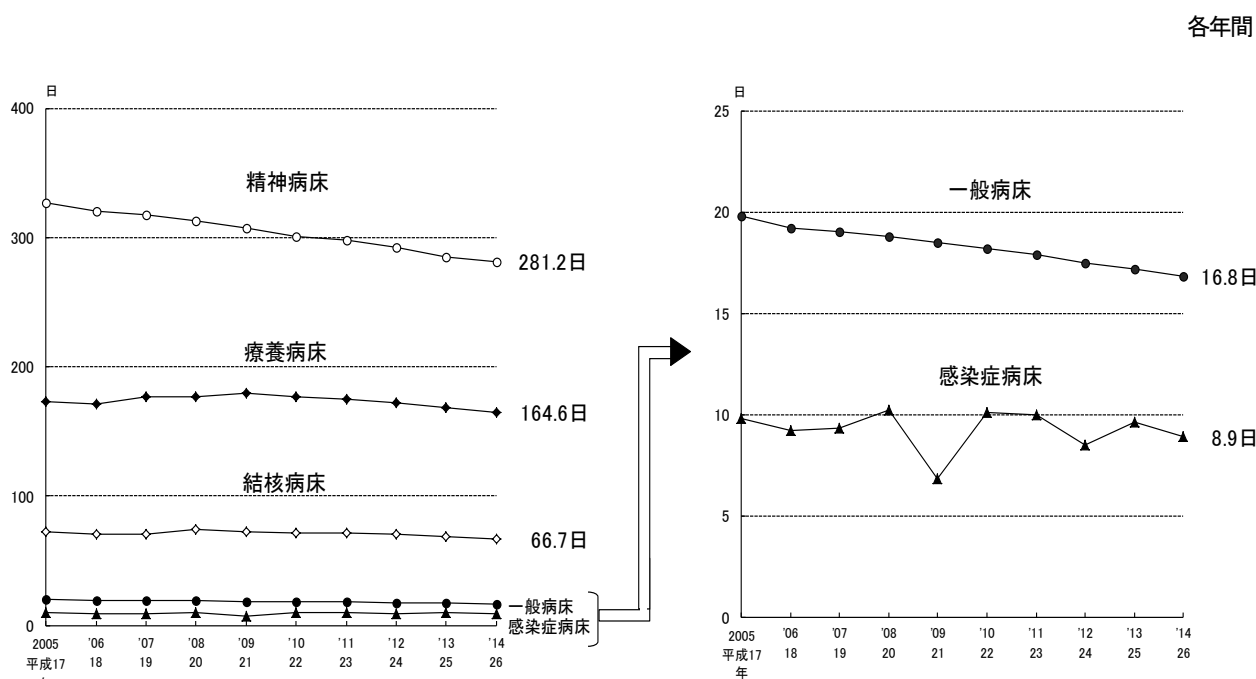 各年間
日
400
300
200
100
0
精神病床
281.2日
療養病床
164.6日
結核病床
66.7日
一般病床
感染症病床
2005 '06 '07 '08 '09 '10 '11 '12 '13 '14
平成17 18 19 20 21 22 23 24 25 26
日
25
20
15
10
5
0
一般病床
16.8日
感染症病床
8.9日
2005 '06 '07 '08 '09 '10 '11 '12 '13 '14
平成17 18 19 20 21 22 23 24 25 26
年